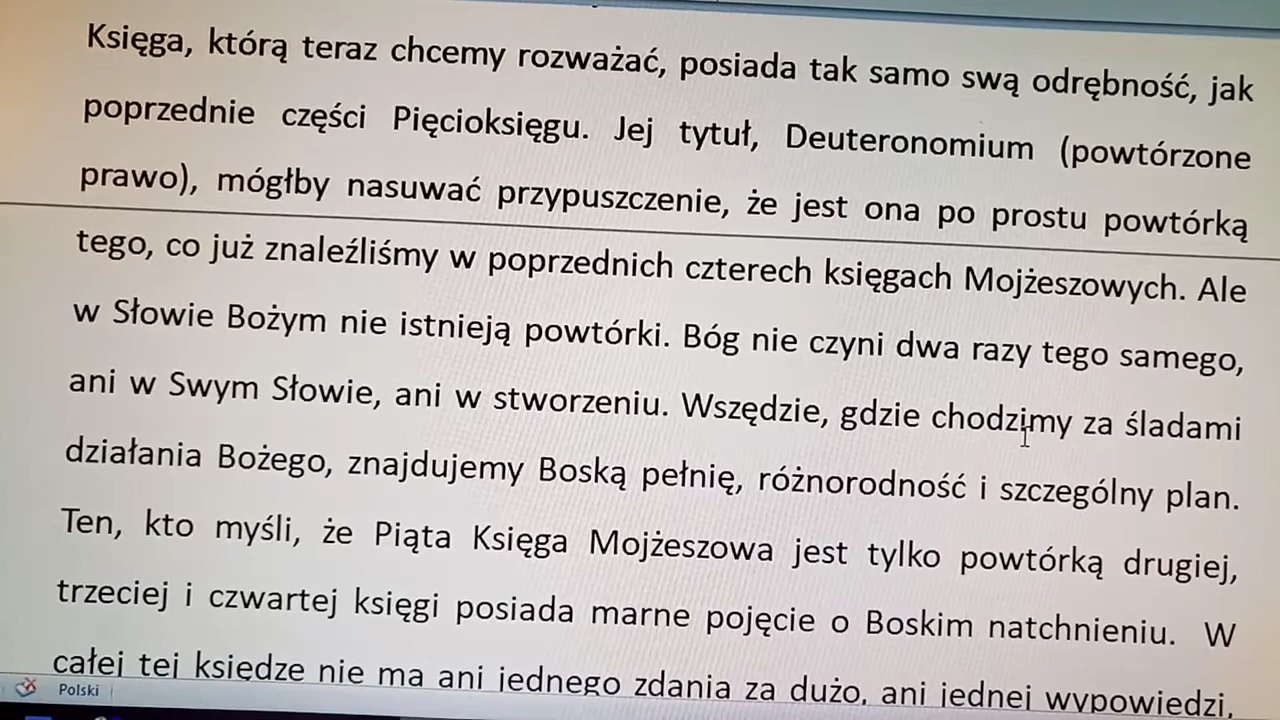 Księga, którą teraz chcemy rozważać, posiada tak samo swą odrębność, jak
poprzednie części Pięcioksięgu. Jej tytuł, Deuteronomium (powtórzone
prawo), mógłby nasuwać przypuszczenie, że jest ona po prostu powtórką
tego, co już znaleźliśmy w poprzednich czterech księgach Mojżeszowych. Ale
w Słowie Bożym nie istnieją powtórki. Bóg nie czyni dwa razy tego samego,
ani w Swym Słowie, ani w stworzeniu. Wszędzie, gdzie chodzimy za śladami
działania Bożego, znajdujemy Boską pełnię, różnorodność i szczególny plan.
Ten, kto myśli, że Piąta Księga Mojżeszowa jest tylko powtórką drugiej,
trzeciej i czwartej księgi posiada marne pojęcie o Boskim natchnieniu. W
całej tej księdze nie ma ani jednego zdania za dużo, ani jednej wypowiedzi,
Polski